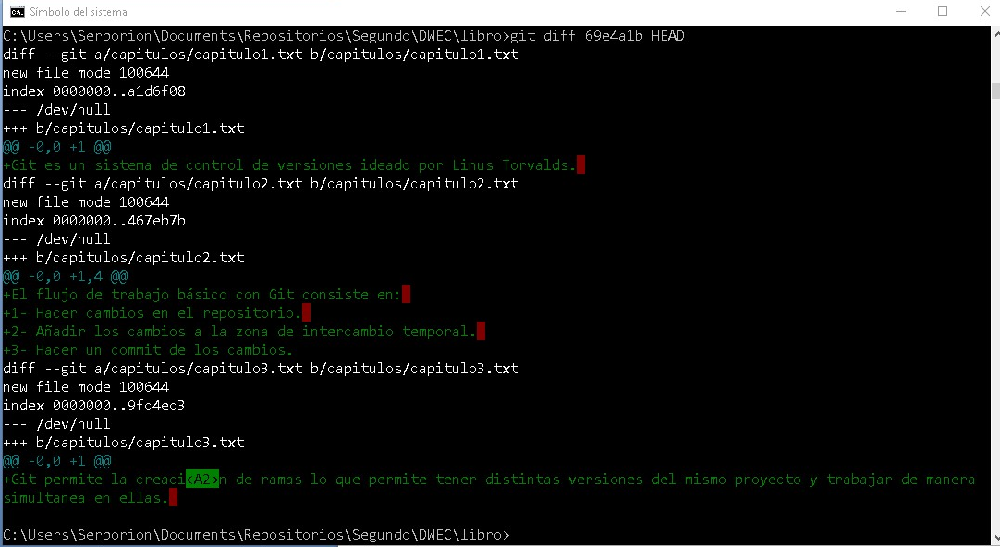 Símbolo del sistema
C:\Users\Serporion\Documents\Repositorios\Segundo\DWEC\libro>git diff 69e4a1b HEAD
diff --git a/capitulos/capitulo1.txt b/capitulos/capitulo1.txt
new file mode 100644
index 0000000..a1d6f08
--- /dev/null
+++ b/capitulos/capitulo1.txt
@@ -0,0 +1 @@
+Git es un sistema de control de versiones ideado por Linus Torvalds.
diff --git a/capitulos/capitulo2.txt b/capitulos/capitulo2.txt
new file mode 100644
index 0000000..467eb7b
--- /dev/null
+++ b/capitulos/capitulo2.txt
@@ -0,0 +1,4 @@
+El flujo de trabajo básico con Git consiste en:
+1- Hacer cambios en el repositorio.
+2- Añadir los cambios a la zona de intercambio temporal.
+3- Hacer un commit de los cambios.
diff --git a/capitulos/capitulo3.txt b/capitulos/capitulo3.txt
new file mode 100644
index 0000000..9fc4ec3
--- /dev/null
+++ b/capitulos/capitulo3.txt
@@ -0,0 +1 @@
+Git permite la creaci<A2>n de ramas lo que permite tener distintas versiones del mismo proyecto y trabajar de manera
simultanea en ellas.
C:\Users\Serporion\Documents\Repositorios\Segundo\DWEC\libro>